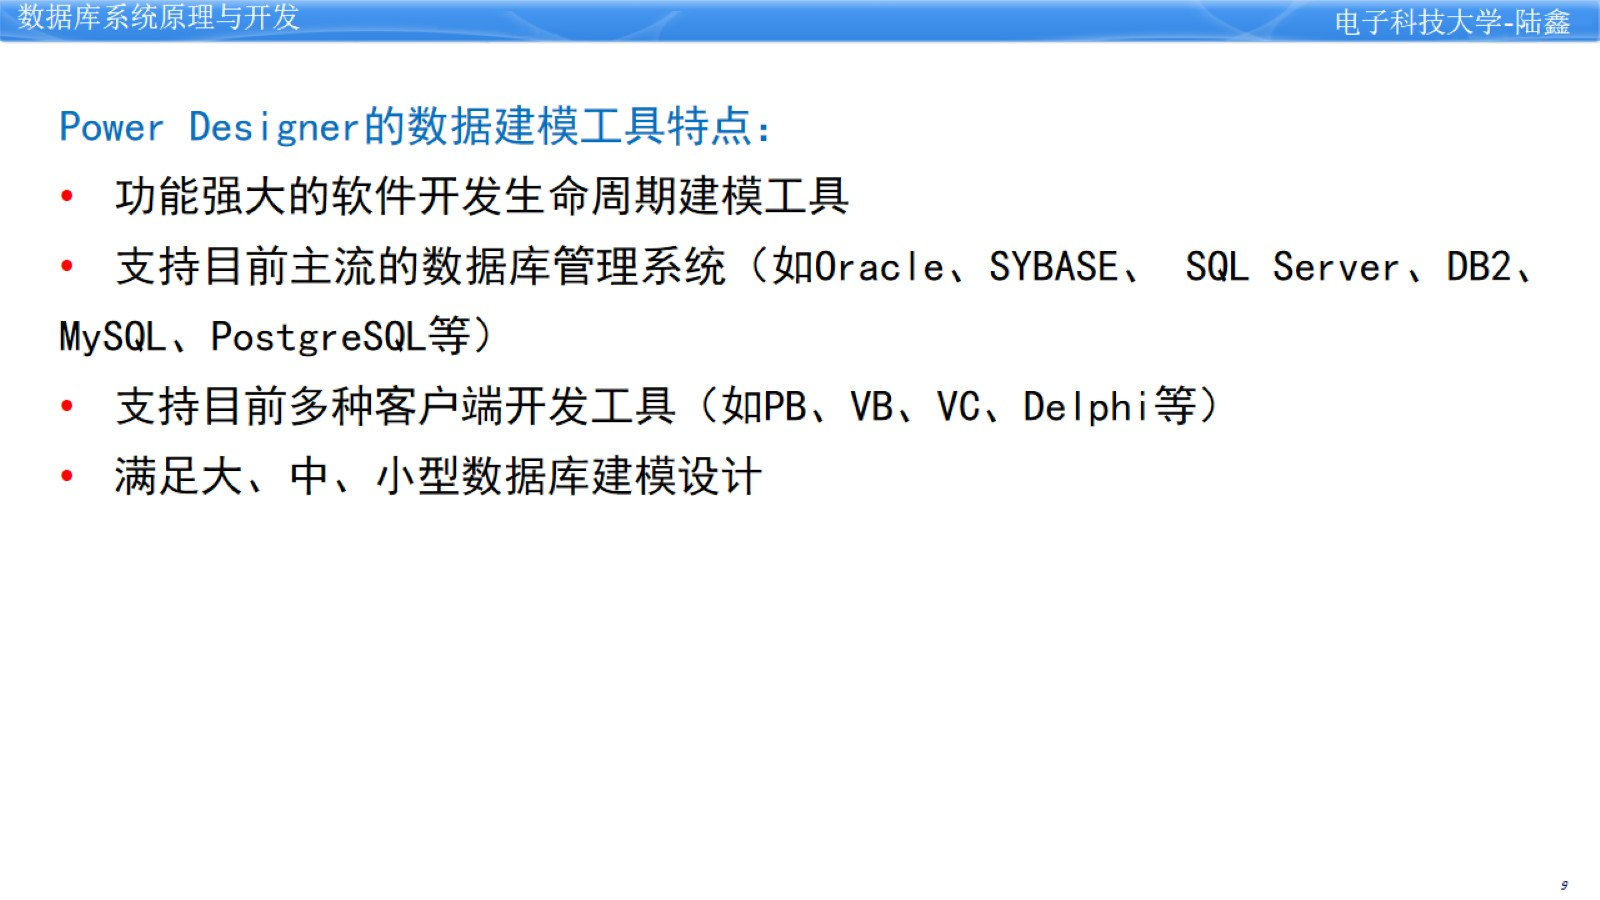 数据库系统原理与开发
电子科技大学-陆鑫
Power Designer的数据建模工具特点：
• 功能强大的软件开发生命周期建模工具
• 支持目前主流的数据库管理系统（如Oracle、SYBASE、 SQL Server、DB2、
MySQL、PostgreSQL等）
• 支持目前多种客户端开发工具（如PB、VB、VC、Delphi等）
• 满足大、中、小型数据库建模设计
9